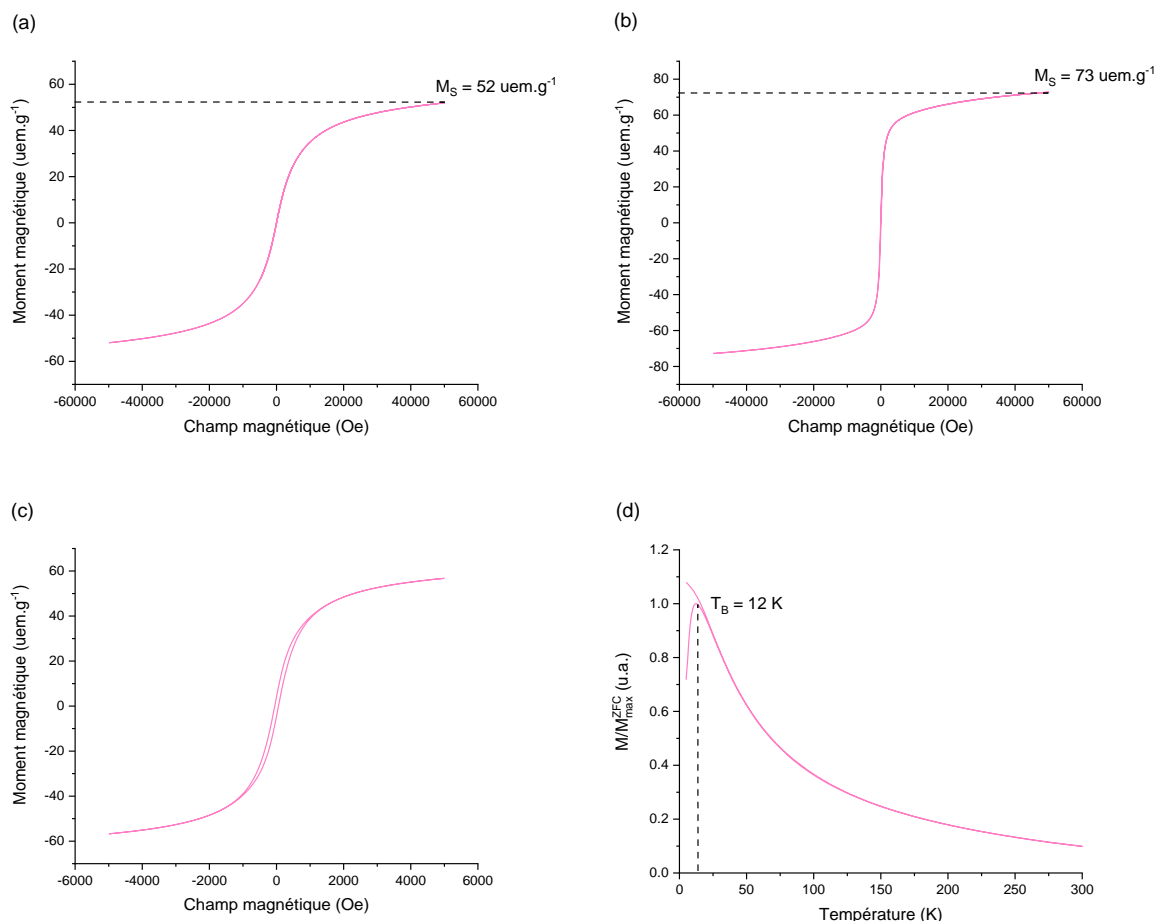 (a)
M_S = 52 uem.g^-1
Moment magnétique (uem.g^-1)
60
40
20
0
-20
-40
-60
-60000 -40000 -20000 0 20000 40000 60000
Champ magnétique (Oe)
(b)
M_S = 73 uem.g^-1
Moment magnétique (uem.g^-1)
80
60
40
20
0
-20
-40
-60
-80
-60000 -40000 -20000 0 20000 40000 60000
Champ magnétique (Oe)
(c)
Moment magnétique (uem.g^-1)
60
40
20
0
-20
-40
-60
-6000 -4000 -2000 0 2000 4000 6000
Champ magnétique (Oe)
(d)
T_B = 12 K
M/M_max^ZFC (u.a.)
1.2
1.0
0.8
0.6
0.4
0.2
0.0
0 50 100 150 200 250 300
Température (K)